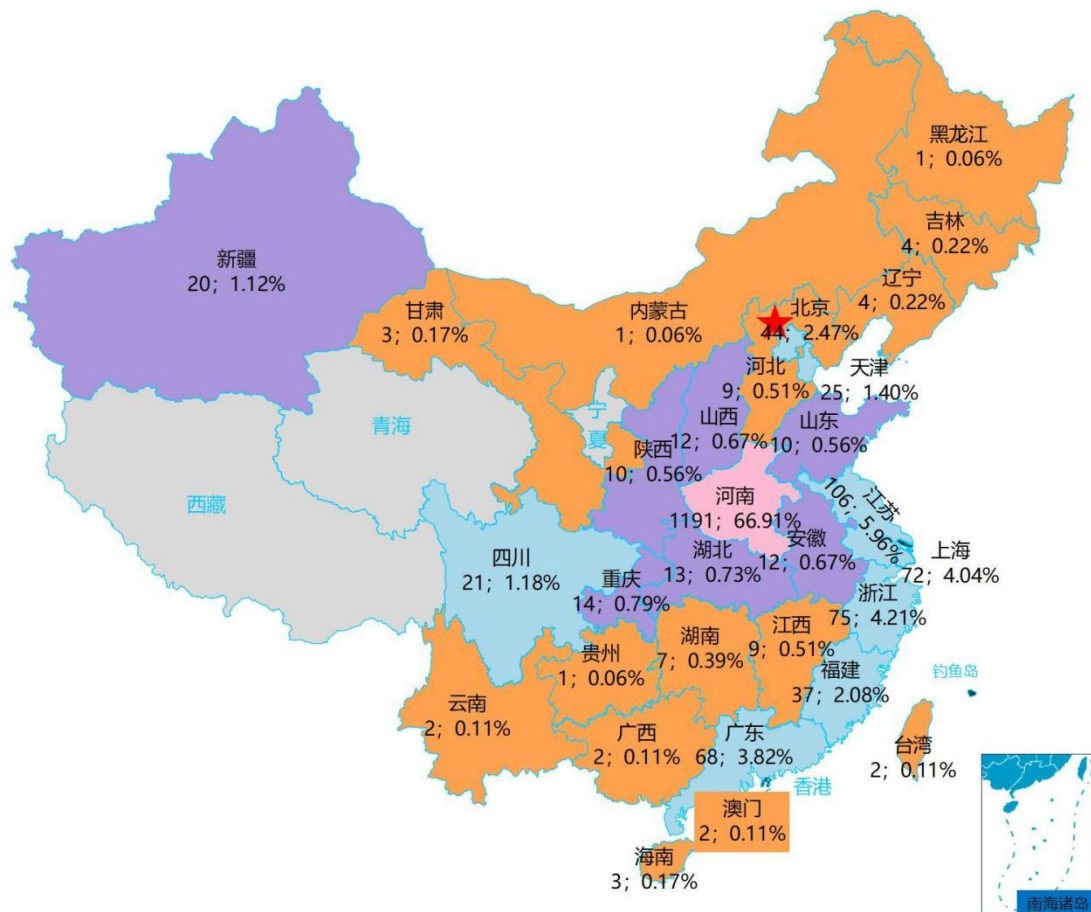 黑龙江
1；0.06%
吉林
4；0.22%
辽宁
4；0.22%
新疆
20；1.12%
甘肃
3；0.17%
内蒙古
1；0.06%
北京
44；2.47%
河北
9；0.51%
天津
25；1.40%
宁夏
青海
山西
12；0.67%
山东
10；0.56%
陕西
10；0.56%
西藏
河南
1191；66.91%
江苏
106；5.96%
安徽
12；0.67%
上海
72；4.04%
四川
21；1.18%
湖北
13；0.73%
重庆
14；0.79%
浙江
75；4.21%
湖南
7；0.39%
江西
9；0.51%
贵州
1；0.06%
福建
37；2.08%
钓鱼岛
云南
2；0.11%
广西
2；0.11%
广东
68；3.82%
台湾
2；0.11%
香港
澳门
2；0.11%
海南
3；0.17%
南海诸岛